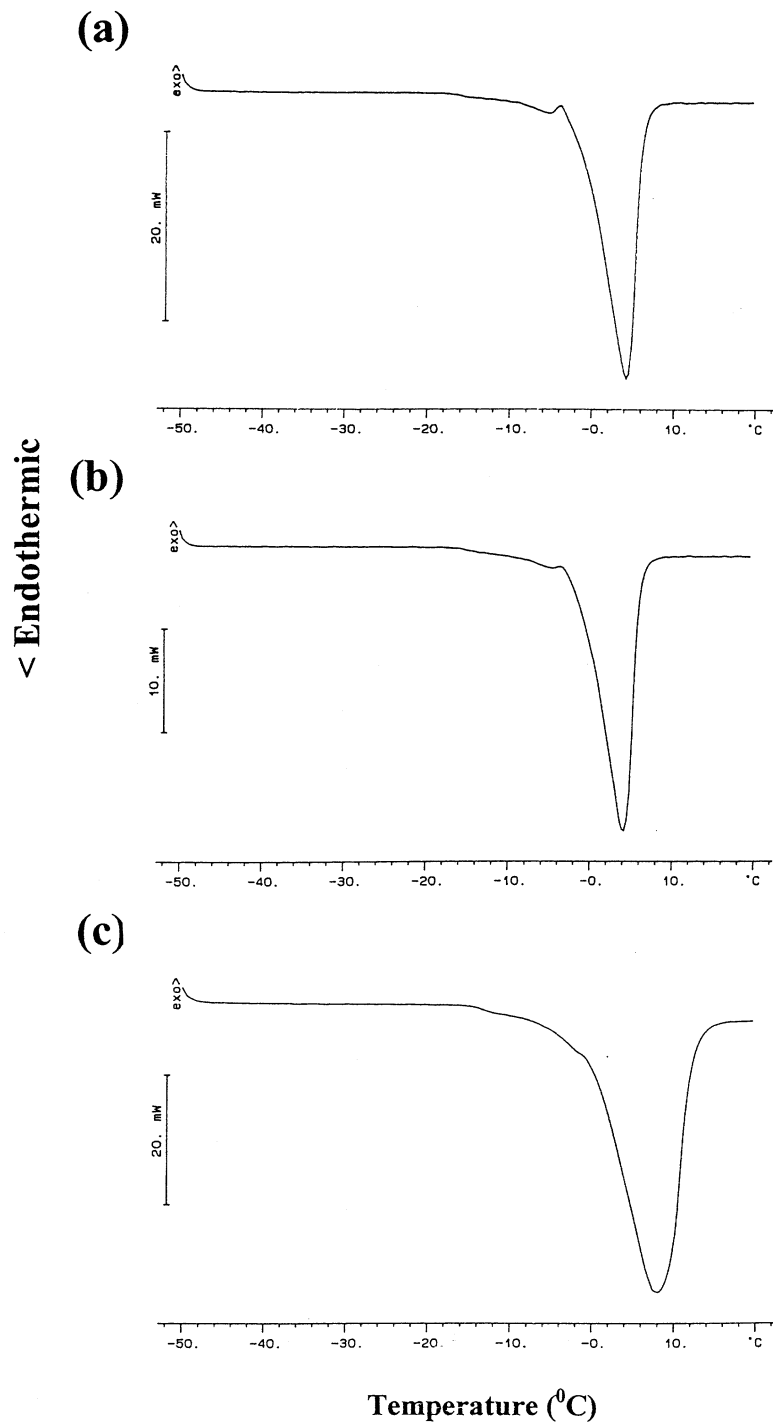 (a)
exo>
20. mW
-50. -40. -30. -20. -10. -0. 10. °C
< Endothermic
(b)
exo>
10. mW
-50. -40. -30. -20. -10. -0. 10. °C
(c)
exo>
20. mW
-50. -40. -30. -20. -10. -0. 10. °C
Temperature (⁰C)